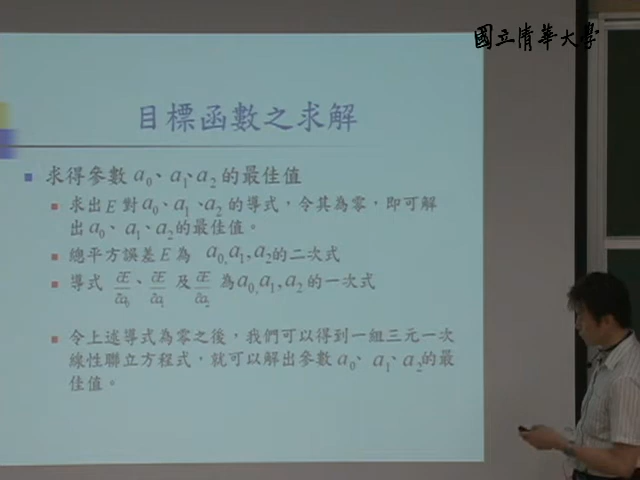 國立清華大學
目標函數之求解
求得參數 a₀、a₁、a₂ 的最佳值
求出 E 對 a₀、a₁、a₂ 的導式，令其為零，即可解
出 a₀、a₁、a₂ 的最佳值。
總平方誤差 E 為 a₀,a₁,a₂ 的二次式
導式 ∂E/∂a₀、∂E/∂a₁ 及 ∂E/∂a₂ 為 a₀,a₁,a₂ 的一次式
令上述導式為零之後，我們可以得到一組三元一次
線性聯立方程式，就可以解出參數 a₀、a₁、a₂ 的最
佳值。